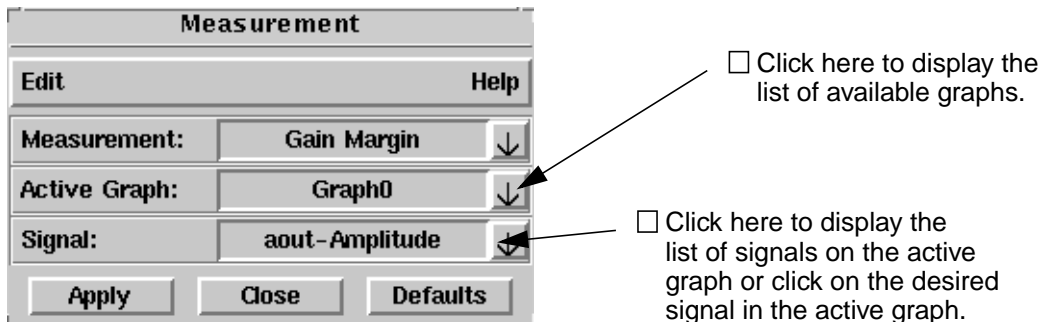 Measurement
Edit Help
Measurement: Gain Margin
Active Graph: Graph0
Signal: aout-Amplitude
Apply Close Defaults
Click here to display the
list of available graphs.
Click here to display the
list of signals on the active
graph or click on the desired
signal in the active graph.